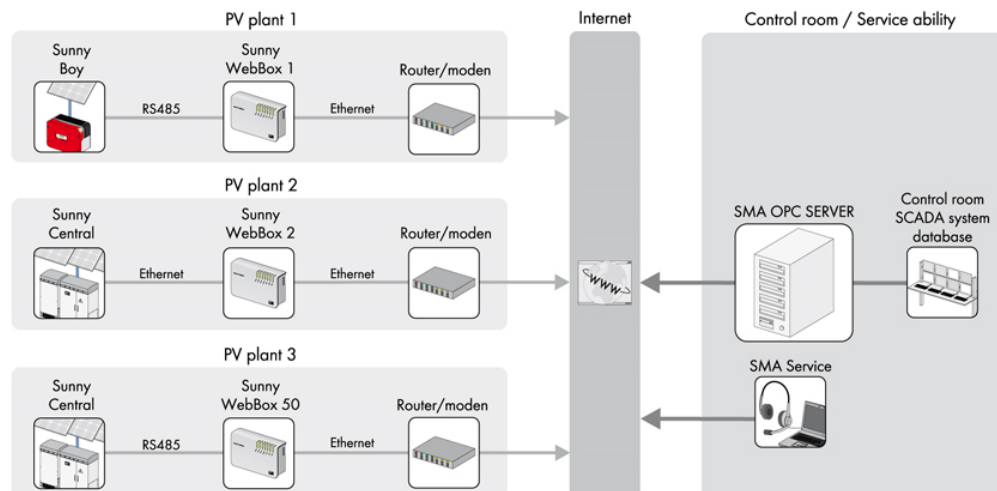 PV plant 1
Internet
Control room / Service ability
Sunny
Boy
RS485
Sunny
WebBox 1
Ethernet
Router/moden
PV plant 2
Sunny
Central
Ethernet
Sunny
WebBox 2
Ethernet
Router/moden
WWW
SMA OPC SERVER
Control room
SCADA system
database
PV plant 3
Sunny
Central
RS485
Sunny
WebBox 50
Ethernet
Router/moden
SMA Service